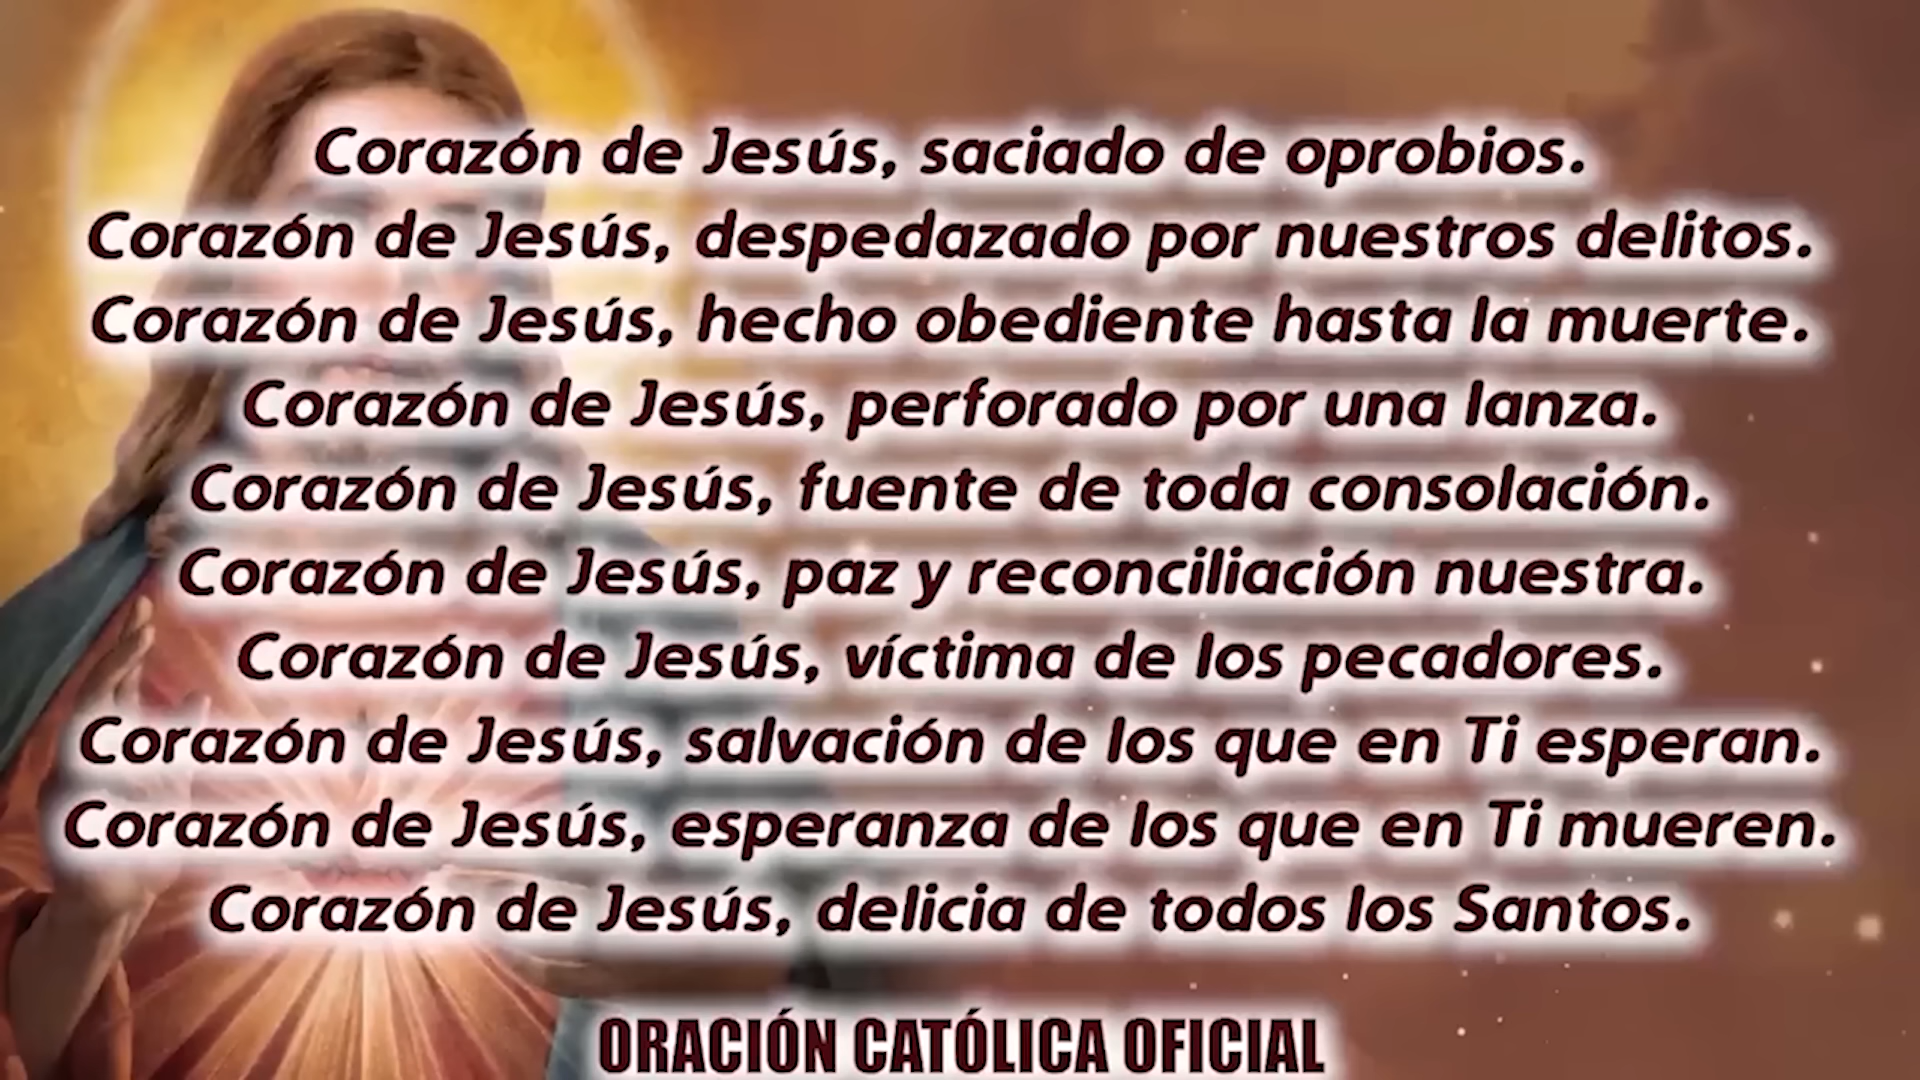 Corazón de Jesús, saciado de oprobios.
Corazón de Jesús, despedazado por nuestros delitos.
Corazón de Jesús, hecho obediente hasta la muerte.
Corazón de Jesús, perforado por una lanza.
Corazón de Jesús, fuente de toda consolación.
Corazón de Jesús, paz y reconciliación nuestra.
Corazón de Jesús, víctima de los pecadores.
Corazón de Jesús, salvación de los que en Ti esperan.
Corazón de Jesús, esperanza de los que en Ti mueren.
Corazón de Jesús, delicia de todos los Santos.
ORACIÓN CATÓLICA OFICIAL